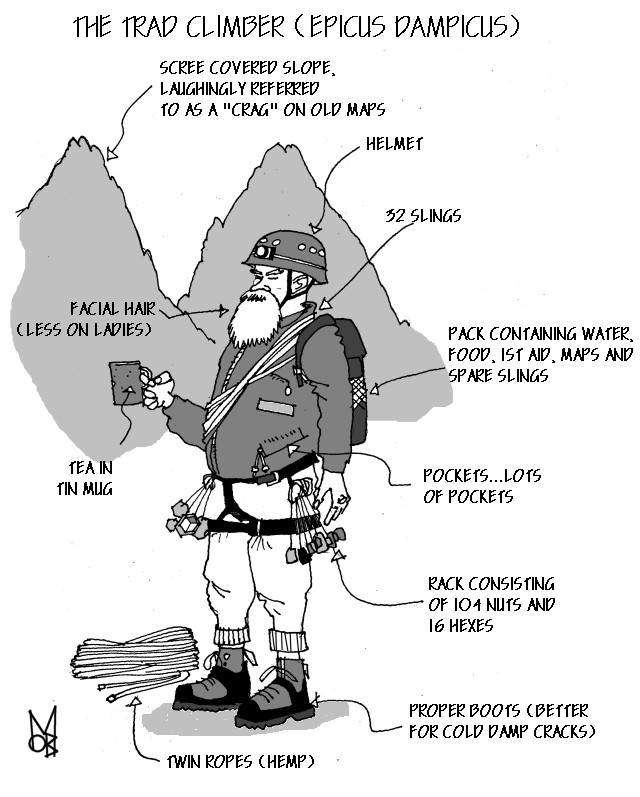 THE TRAD CLIMBER (EPICUS DAMPICUS)
SCREE COVERED SLOPE,
LAUGHINGLY REFERRED
TO AS A "CRAG" ON OLD MAPS
HELMET
32 SLINGS
FACIAL HAIR
(LESS ON LADIES)
PACK CONTAINING WATER,
FOOD, 1ST AID, MAPS AND
SPARE SLINGS
TEA IN
TIN MUG
POCKETS...LOTS
OF POCKETS
RACK CONSISTING
OF 104 NUTS AND
16 HEXES
PROPER BOOTS (BETTER
FOR COLD DAMP CRACKS)
TWIN ROPES (HEMP)